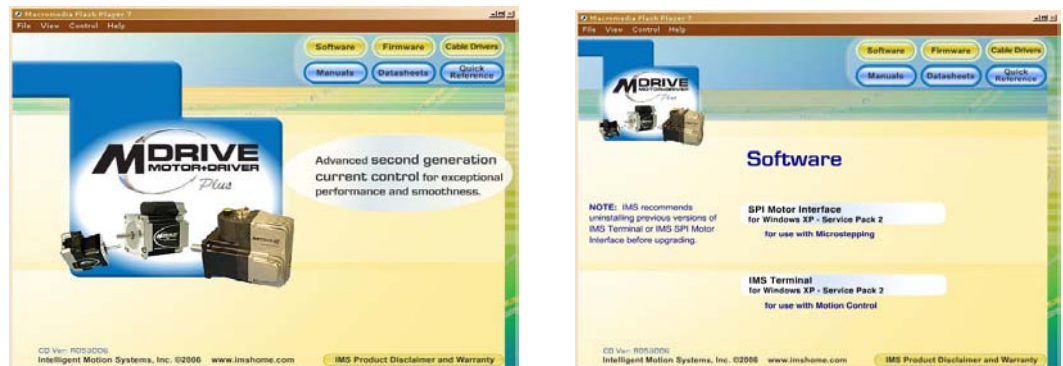 Macromedia Flash Player 7
File View Control Help
Software Firmware Cable Drivers
Manuals Datasheets Quick Reference
MDRIVE
MOTOR+DRIVER
Plus
Advanced second generation
current control for exceptional
performance and smoothness.
CD Ver: R053006
Intelligent Motion Systems, Inc. ©2006 www.imshome.com
IMS Product Disclaimer and Warranty
Macromedia Flash Player 7
File View Control Help
Software Firmware Cable Drivers
Manuals Datasheets Quick Reference
MDRIVE
MOTOR+DRIVER
Plus
Software
NOTE: IMS recommends
uninstalling previous versions of
IMS Terminal or IMS SPI Motor
Interface before upgrading.
SPI Motor Interface
for Windows XP - Service Pack 2
for use with Microstepping
IMS Terminal
for Windows XP - Service Pack 2
for use with Motion Control
CD Ver: R053006
Intelligent Motion Systems, Inc. ©2006 www.imshome.com
IMS Product Disclaimer and Warranty